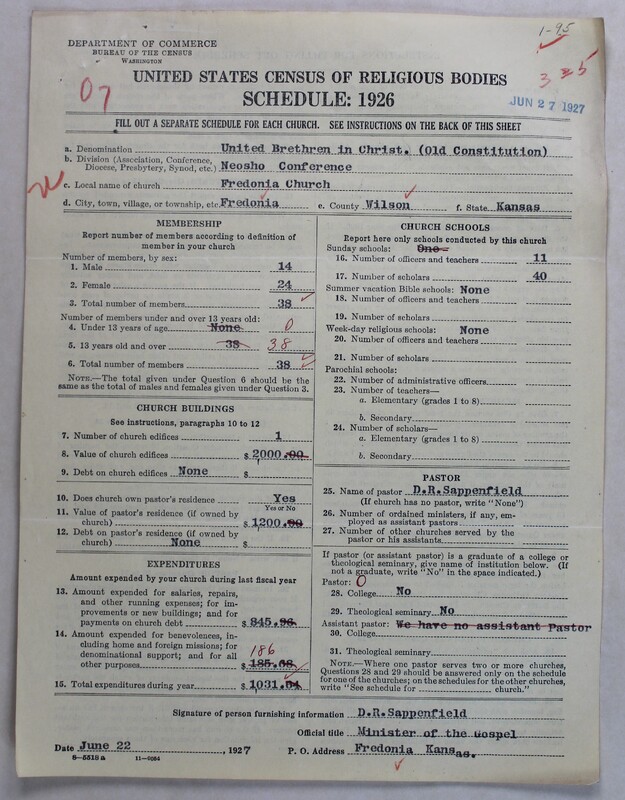 1-95
DEPARTMENT OF COMMERCE
BUREAU OF THE CENSUS
WASHINGTON
325
07
UNITED STATES CENSUS OF RELIGIOUS BODIES
SCHEDULE: 1926
JUN 27 1927
FILL OUT A SEPARATE SCHEDULE FOR EACH CHURCH. SEE INSTRUCTIONS ON THE BACK OF THIS SHEET
a. Denomination United Brethren in Christ. (Old Constitution)
b. Division (Association, Conference, Diocese, Presbytery, Synod, etc.) Neosho Conference
c. Local name of church Fredonia Church
d. City, town, village, or township, etc. Fredonia e. County Wilson f. State Kansas
MEMBERSHIP
Report number of members according to definition of
member in your church
Number of members, by sex:
1. Male 14
2. Female 24
3. Total number of members 38
Number of members under and over 13 years old:
4. Under 13 years of age None 0
5. 13 years old and over 38 38
6. Total number of members 38
NOTE.—The total given under Question 6 should be the
same as the total of males and females given under Question 3.
CHURCH BUILDINGS
See instructions, paragraphs 10 to 12
7. Number of church edifices 1
8. Value of church edifices $ 2000.00
9. Debt on church edifices None $
10. Does church own pastor's residence Yes
Yes or No
11. Value of pastor's residence (if owned by
church) $ 1200.00
12. Debt on pastor's residence (if owned by
church) None $
EXPENDITURES
Amount expended by your church during last fiscal year
13. Amount expended for salaries, repairs,
and other running expenses; for im-
provements or new buildings; and for
payments on church debt $ 845.96
14. Amount expended for benevolences, in-
cluding home and foreign missions; for
denominational support; and for all
other purposes $ 185.68 186
15. Total expenditures during year $ 1031.
CHURCH SCHOOLS
Report here only schools conducted by this church
Sunday schools: One
16. Number of officers and teachers 11
17. Number of scholars 40
Summer vacation Bible schools: None
18. Number of officers and teachers
19. Number of scholars
Week-day religious schools: None
20. Number of officers and teachers
21. Number of scholars
Parochial schools:
22. Number of administrative officers
23. Number of teachers—
a. Elementary (grades 1 to 8)
b. Secondary
24. Number of scholars—
a. Elementary (grades 1 to 8)
b. Secondary
PASTOR
25. Name of pastor D.R.Sappenfield
(If church has no pastor, write "None")
26. Number of ordained ministers, if any, em-
ployed as assistant pastors
27. Number of other churches served by the
pastor or his assistants
If pastor (or assistant pastor) is a graduate of a college or
theological seminary, give name of institution below. (If
not a graduate, write "No" in the space indicated.)
Pastor: 0
28. College No
29. Theological seminary No
Assistant pastor: We have no assistant Pastor
30. College
31. Theological seminary
NOTE.—Where one pastor serves two or more churches,
Questions 28 and 29 should be answered only on the schedule
for one of the churches; on the schedules for the other churches,
write "See schedule for church."
Signature of person furnishing information D.R.Sappenfield
Official title Minister of the Gospel
Date June 22, 1927 P. O. Address Fredonia Kansas.
8—5518 a 11—9064